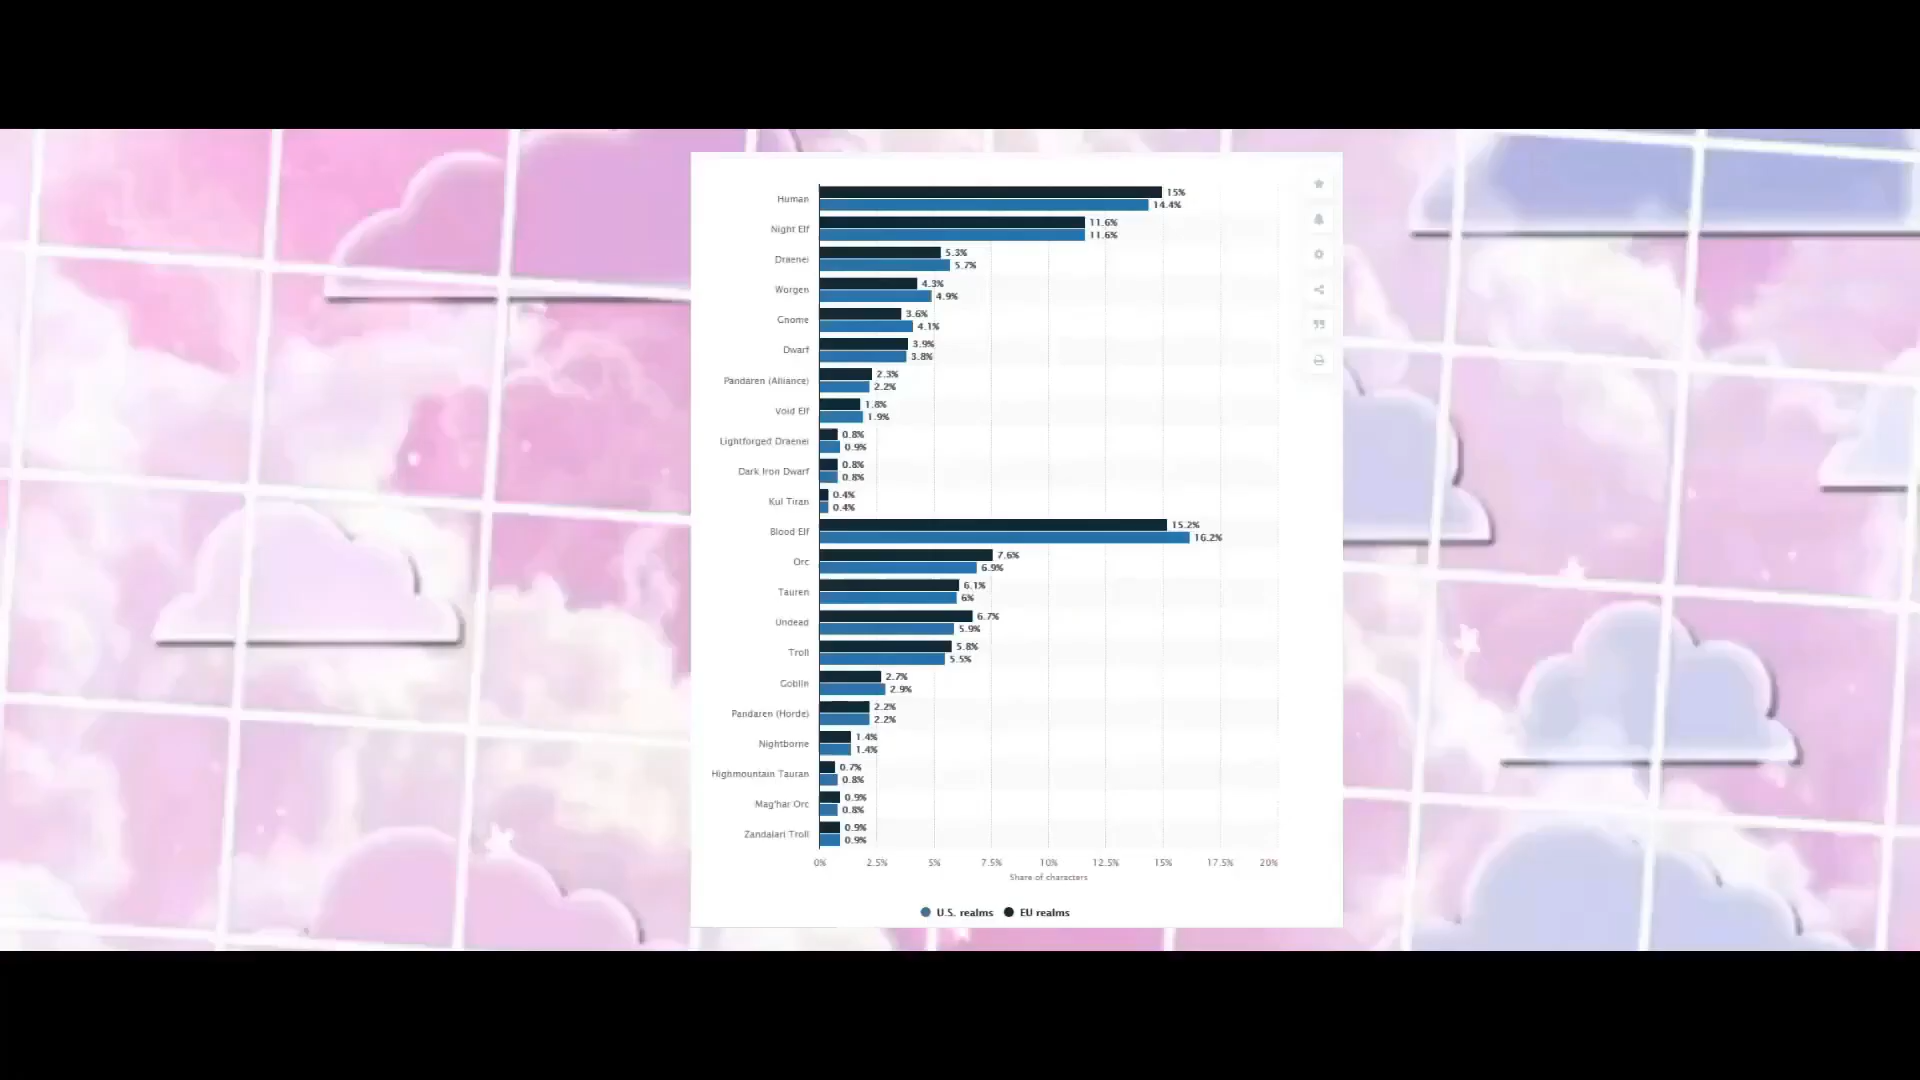 Human 15%
14.4%
Night Elf 11.6%
11.6%
Draenei 5.3%
5.7%
Worgen 4.3%
4.9%
Gnome 3.6%
4.1%
Dwarf 3.9%
3.8%
Pandaren (Alliance) 2.3%
2.2%
Void Elf 1.8%
1.9%
Lightforged Draenei 0.8%
0.9%
Dark Iron Dwarf 0.8%
0.8%
Kul Tiran 0.4%
0.4%
Blood Elf 15.2%
16.2%
Orc 7.6%
6.9%
Tauren 6.1%
6%
Undead 6.7%
5.9%
Troll 5.8%
5.5%
Goblin 2.7%
2.9%
Pandaren (Horde) 2.2%
2.2%
Nightborne 1.4%
1.4%
Highmountain Tauran 0.7%
0.8%
Mag'har Orc 0.9%
0.8%
Zandalari Troll 0.9%
0.9%
0% 2.5% 5% 7.5% 10% 12.5% 15% 17.5% 20%
Share of characters
U.S. realms EU realms